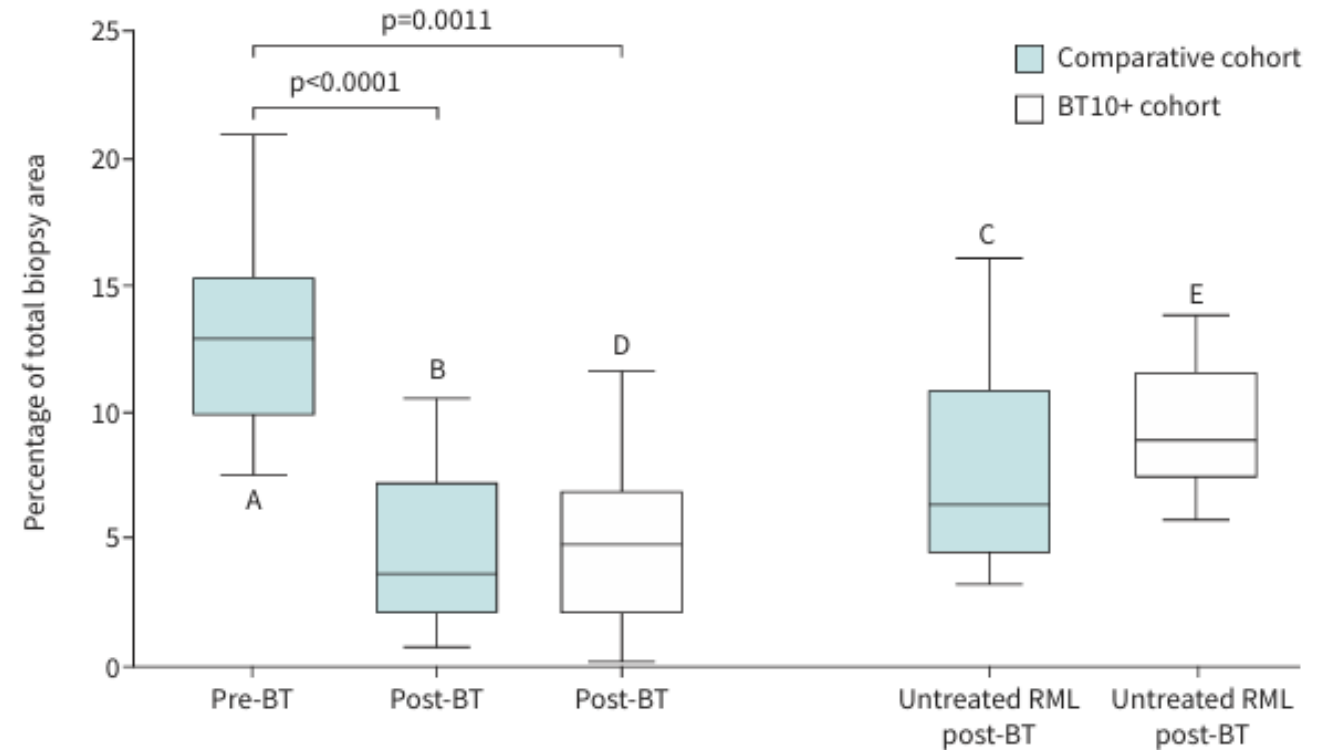 p=0.0011
p<0.0001
Comparative cohort
BT10+ cohort
Percentage of total biopsy area
25
20
15
10
5
0
A
B
D
C
E
Pre-BT
Post-BT
Post-BT
Untreated RML
post-BT
Untreated RML
post-BT